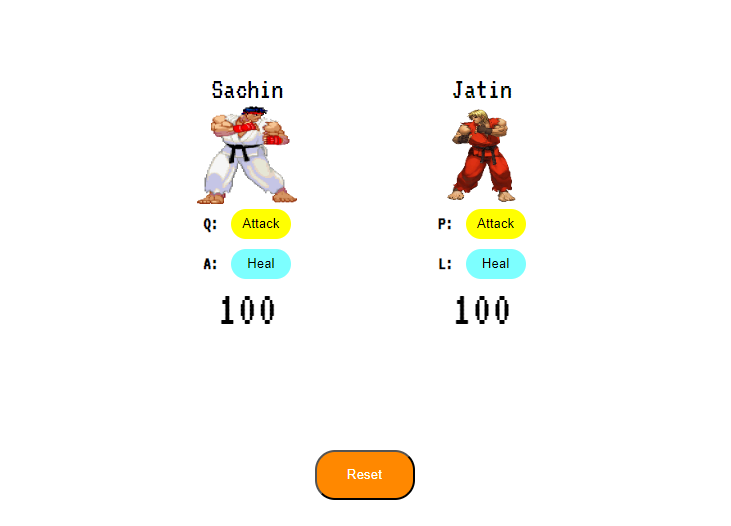 Sachin Jatin
Q: Attack P: Attack
A: Heal L: Heal
100 100
Reset